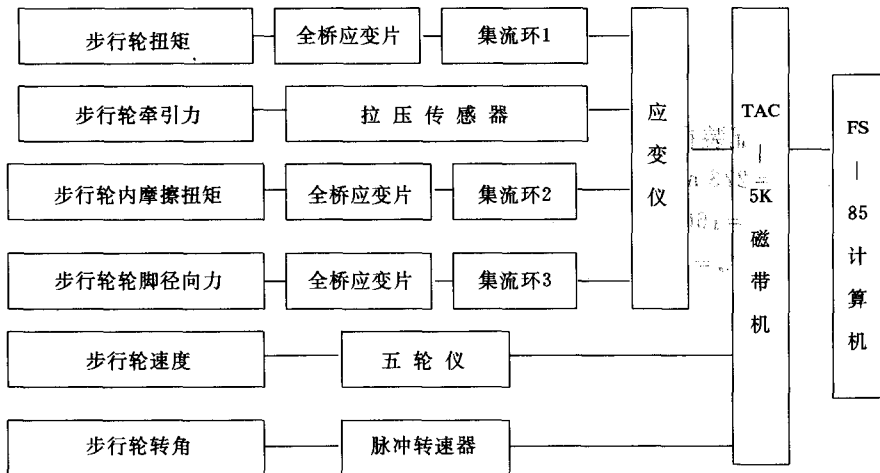 步行轮扭矩 全桥应变片 集流环1
步行轮牵引力 拉压传感器
步行轮内摩擦扭矩 全桥应变片 集流环2
步行轮轮脚径向力 全桥应变片 集流环3
步行轮速度 五轮仪
步行轮转角 脉冲转速器
应变仪
TAC—5K磁带机
FS—85计算机